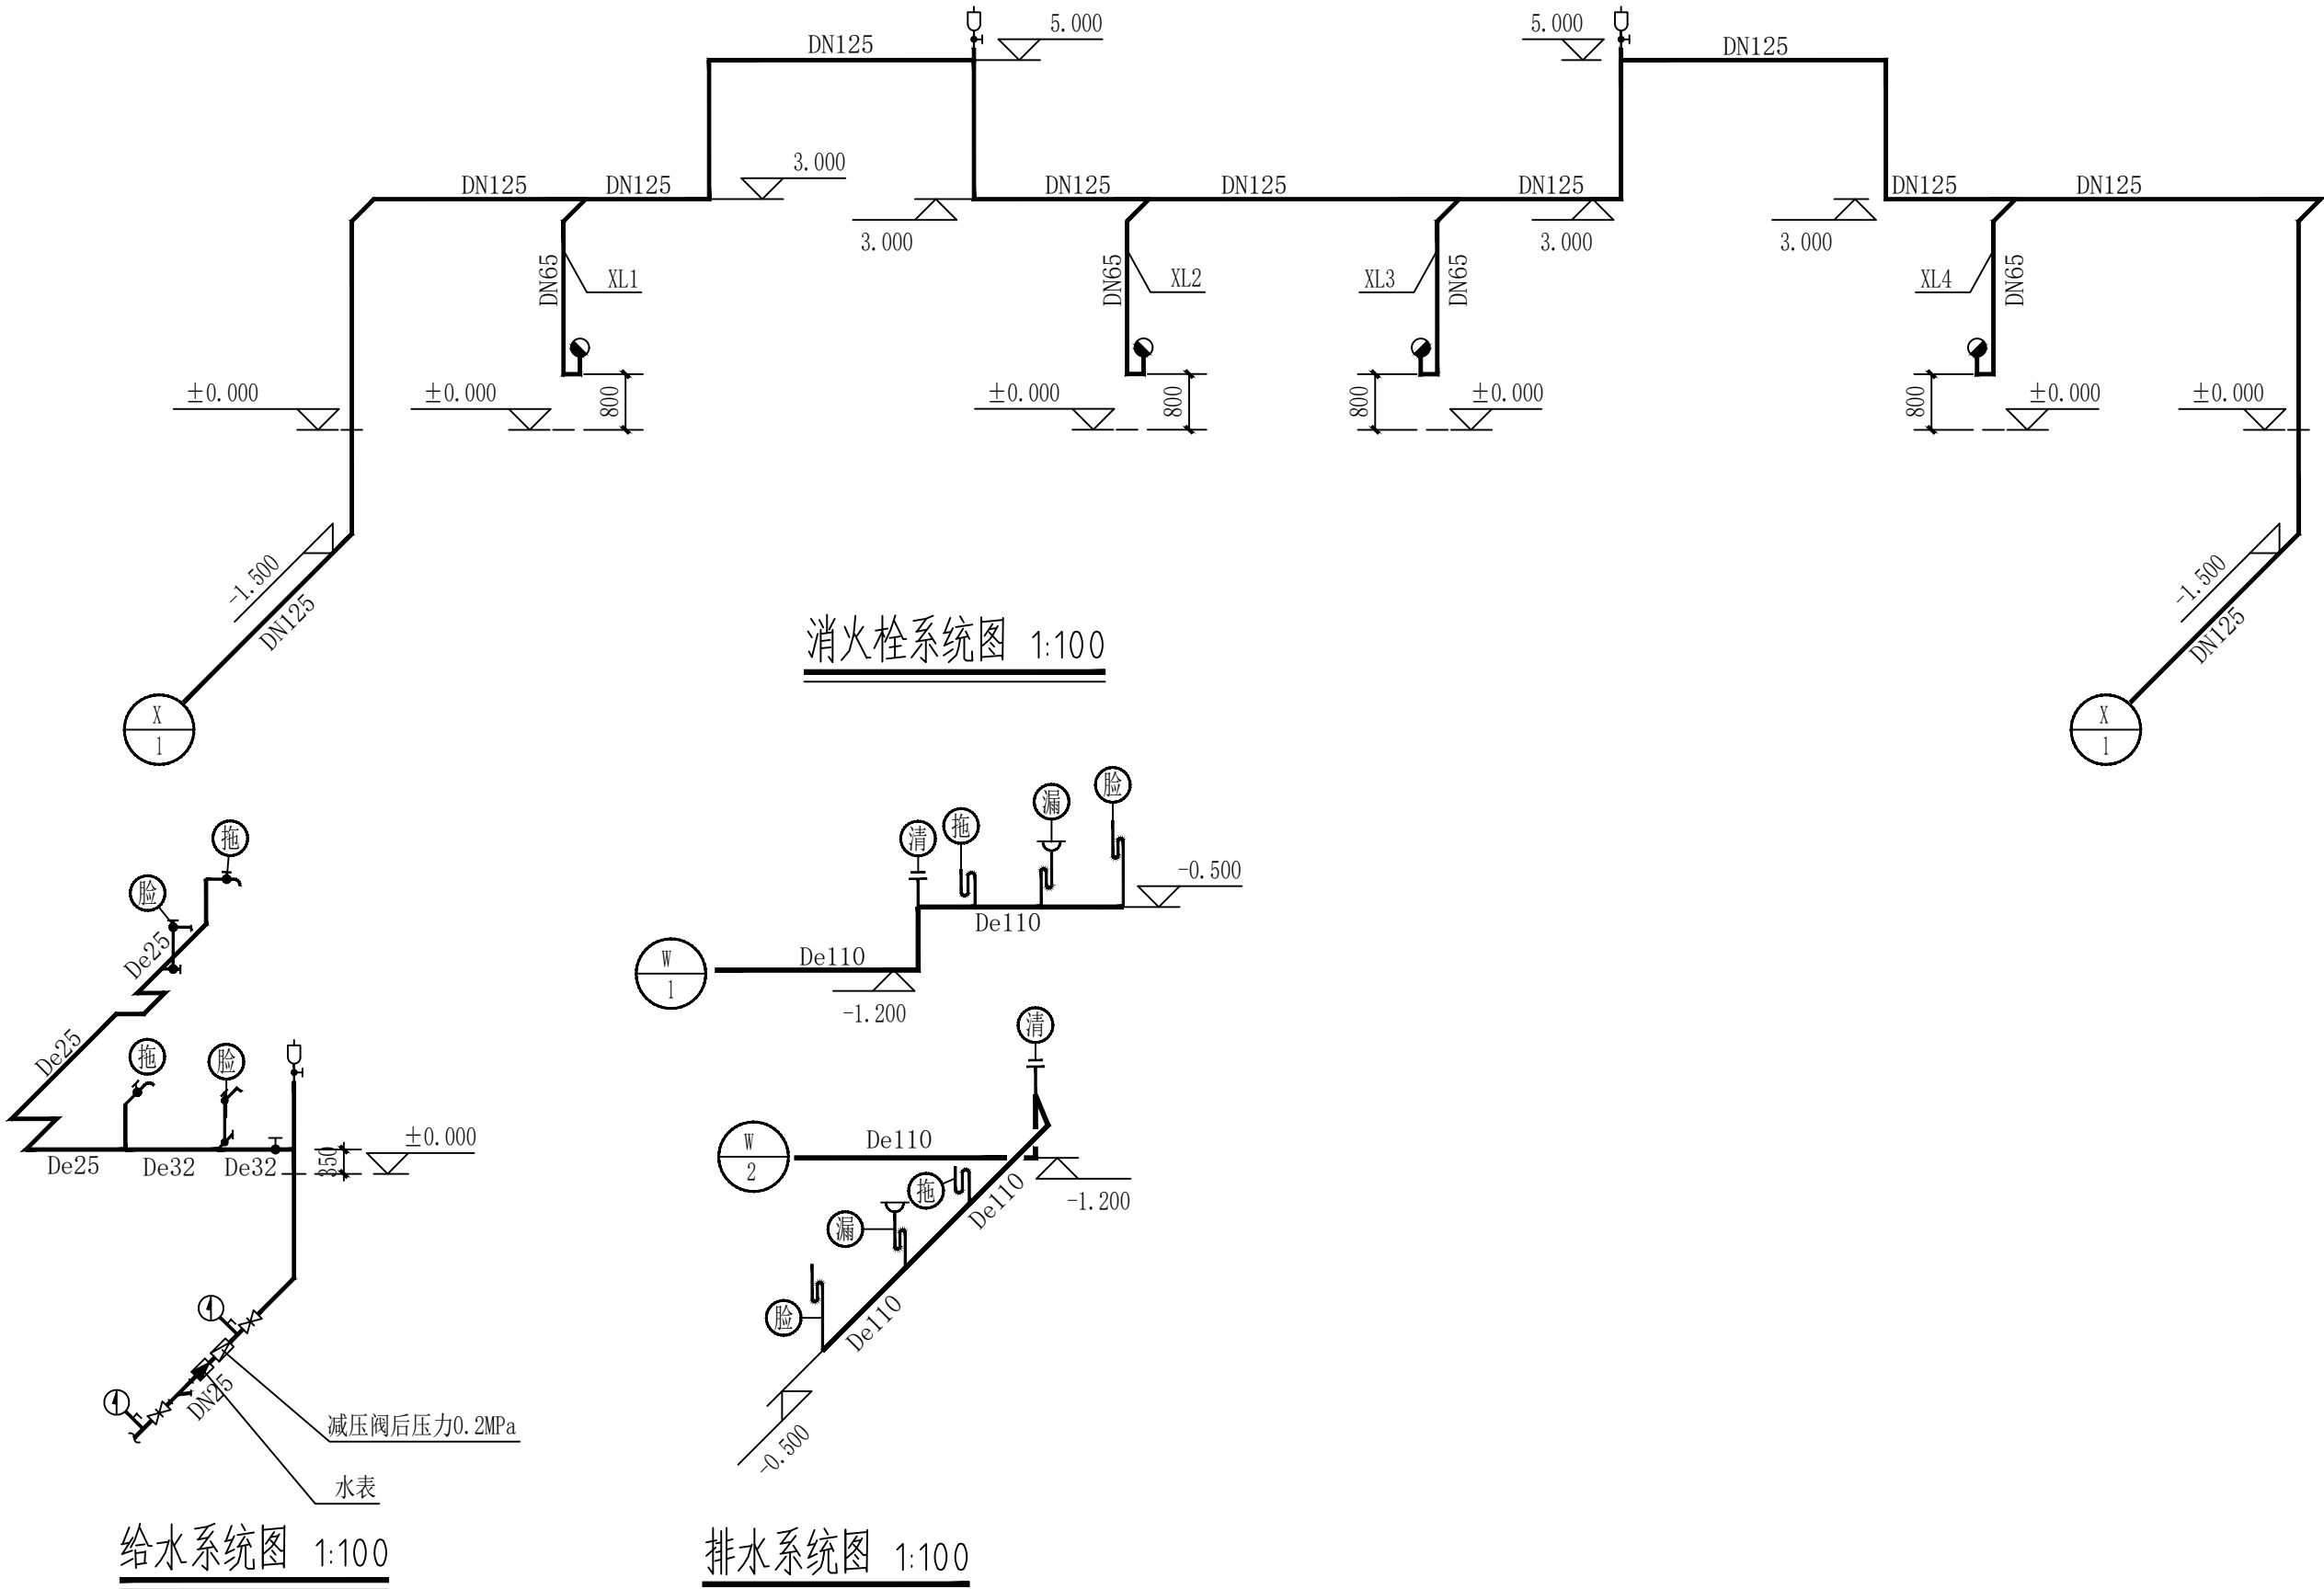 5.000
5.000
DN125
DN125
3.000
DN125
DN125
DN125
DN125
DN125
DN125
DN125
3.000
3.000
3.000
DN65
XL1
DN65
XL2
XL3
DN65
XL4
DN65
±0.000
±0.000
800
±0.000
800
800
±0.000
800
±0.000
±0.000
-1.500
DN125
-1.500
DN125
消火栓系统图 1:100
X
1
X
1
拖
脸
De25
De25
拖
脸
±0.000
De25
De32
De32
350
DN25
减压阀后压力0.2MPa
水表
给水系统图 1:100
清
拖
漏
脸
-0.500
De110
W
1
De110
-1.200
清
W
2
De110
-1.200
拖
De110
漏
脸
De110
-0.500
排水系统图 1:100